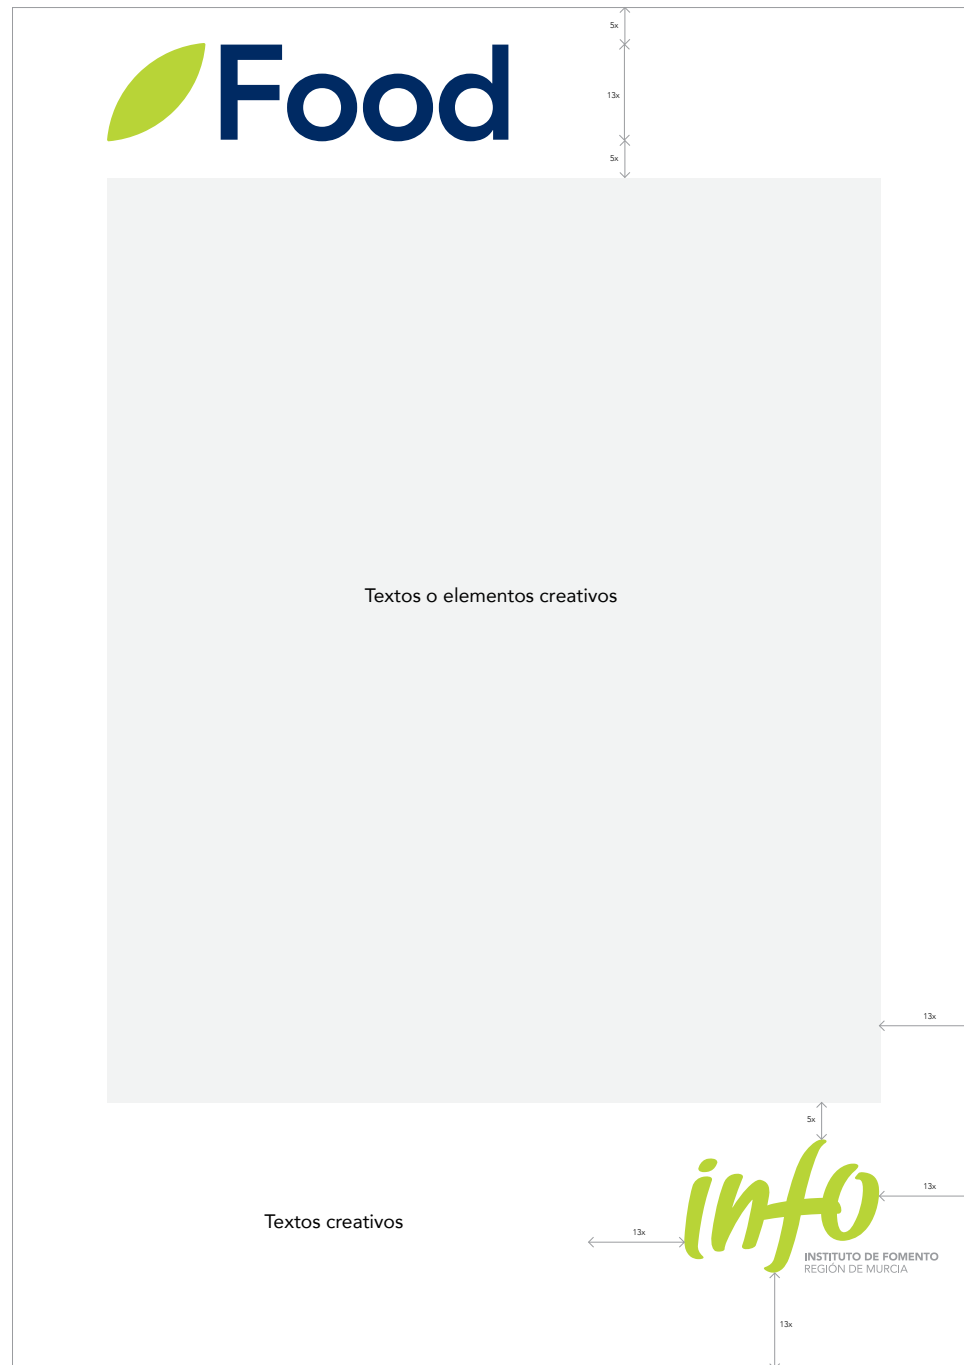 5x
Food
13x
5x
Textos o elementos creativos
13x
5x
info
13x
Textos creativos
13x
INSTITUTO DE FOMENTO
REGIÓN DE MURCIA
13x